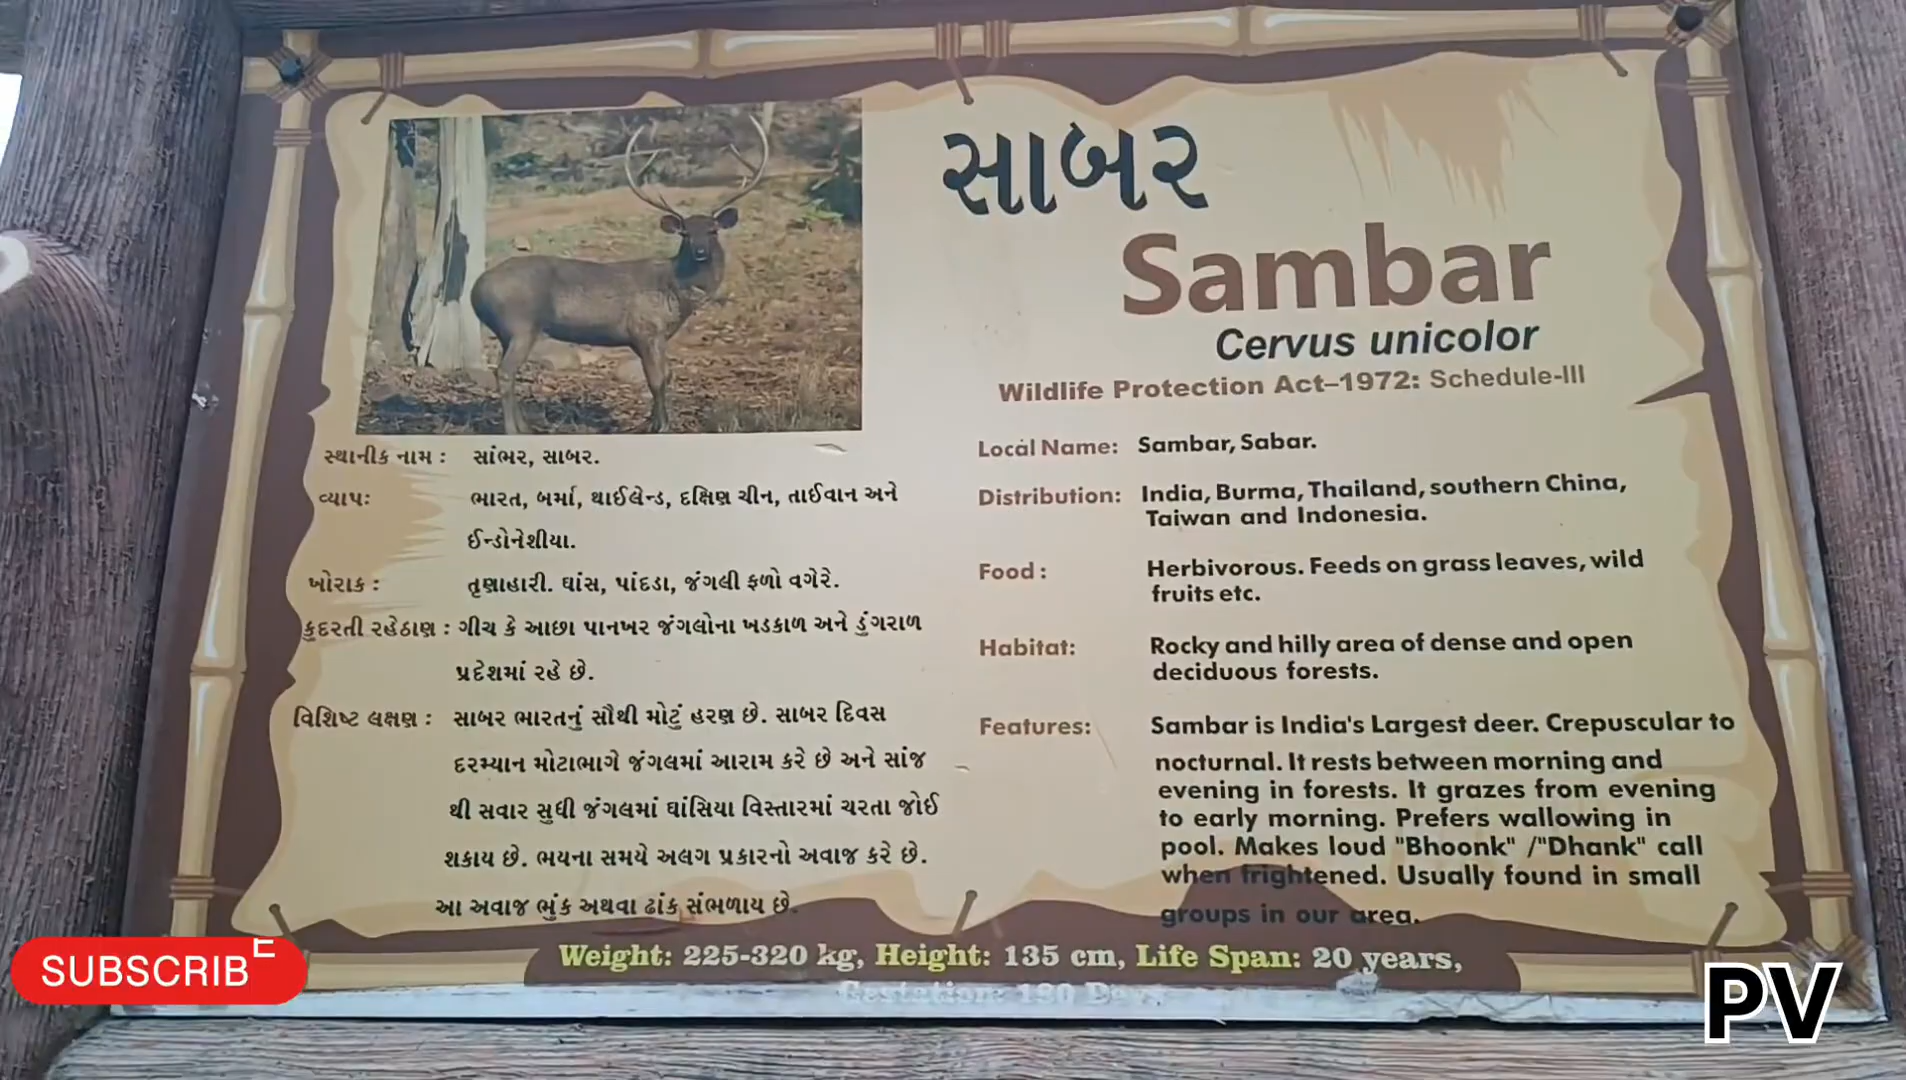 સાબર
Sambar
Cervus unicolor
Wildlife Protection Act–1972: Schedule-III
સ્થાનીક નામ : સાંભર, સાબર.
વ્યાપ: ભારત, બર્મા, થાઈલેન્ડ, દક્ષિણ ચીન, તાઈવાન અને
ઈન્ડોનેશીયા.
ખોરાક : તૃણાહારી. ઘાંસ, પાંદડા, જંગલી ફળો વગેરે.
કુદરતી રહેઠાણ : ગીચ કે આછા પાનખર જંગલોના ખડકાળ અને ડુંગરાળ
પ્રદેશમાં રહે છે.
વિશિષ્ટ લક્ષણ : સાબર ભારતનું સૌથી મોટું હરણ છે. સાબર દિવસ
દરમ્યાન મોટાભાગે જંગલમાં આરામ કરે છે અને સાંજ
થી સવાર સુધી જંગલમાં ઘાંસિયા વિસ્તારમાં ચરતા જોઈ
શકાય છે. ભયના સમયે અલગ પ્રકારનો અવાજ કરે છે.
આ અવાજ ભુંક અથવા ઢાંક સંભળાય છે.
Local Name: Sambar, Sabar.
Distribution: India, Burma, Thailand, southern China,
Taiwan and Indonesia.
Food : Herbivorous. Feeds on grass leaves, wild
fruits etc.
Habitat: Rocky and hilly area of dense and open
deciduous forests.
Features: Sambar is India's Largest deer. Crepuscular to
nocturnal. It rests between morning and
evening in forests. It grazes from evening
to early morning. Prefers wallowing in
pool. Makes loud "Bhoonk" /"Dhank" call
when frightened. Usually found in small
groups in our area.
Weight: 225-320 kg, Height: 135 cm, Life Span: 20 years,
Gestation: 180 Days
SUBSCRIBE
PV